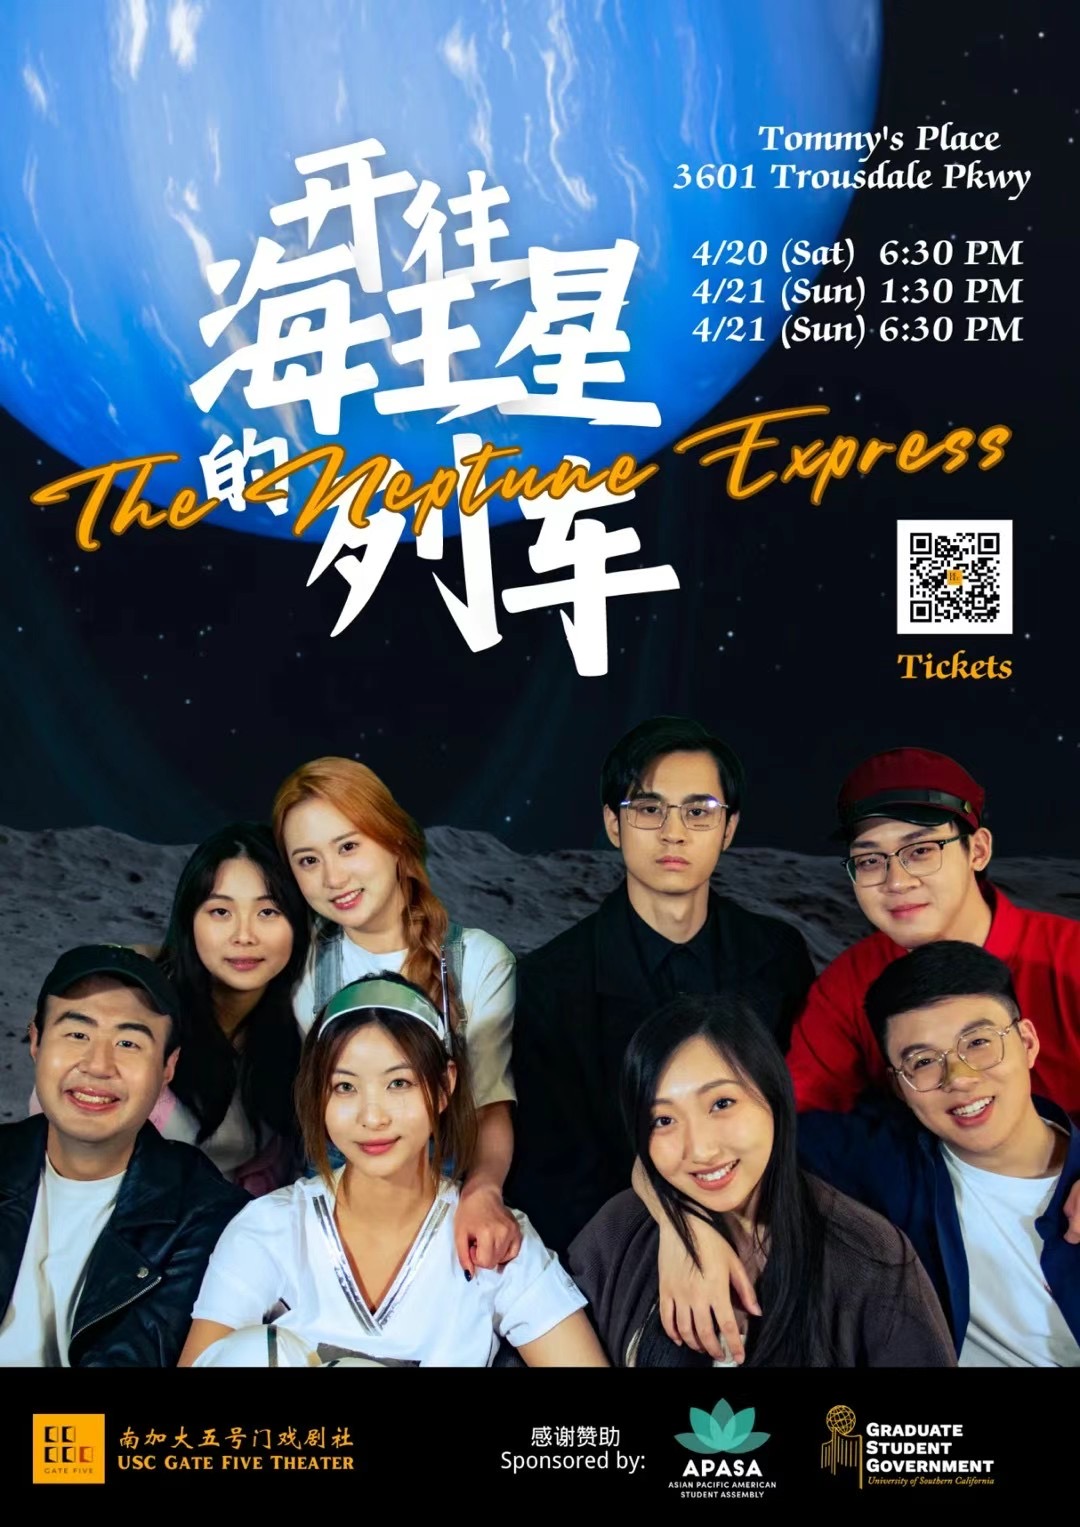 开往
海王星
的
列车
The Neptune Express
Tommy's Place
3601 Trousdale Pkwy
4/20 (Sat) 6:30 PM
4/21 (Sun) 1:30 PM
4/21 (Sun) 6:30 PM
Tickets
GATE FIVE
南加大五号门戏剧社
USC GATE FIVE THEATER
感谢赞助
Sponsored by:
APASA
ASIAN PACIFIC AMERICAN
STUDENT ASSEMBLY
GRADUATE
STUDENT
GOVERNMENT
University of Southern California